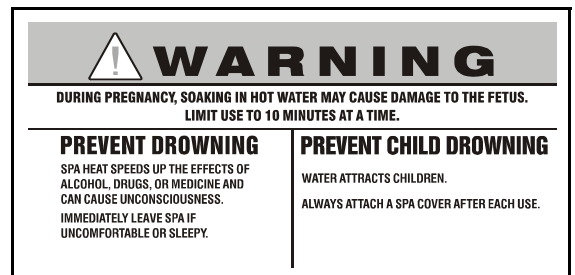 WARNING
DURING PREGNANCY, SOAKING IN HOT WATER MAY CAUSE DAMAGE TO THE FETUS.
LIMIT USE TO 10 MINUTES AT A TIME.
PREVENT DROWNING
SPA HEAT SPEEDS UP THE EFFECTS OF
ALCOHOL, DRUGS, OR MEDICINE AND
CAN CAUSE UNCONSCIOUSNESS.
IMMEDIATELY LEAVE SPA IF
UNCOMFORTABLE OR SLEEPY.
PREVENT CHILD DROWNING
WATER ATTRACTS CHILDREN.
ALWAYS ATTACH A SPA COVER AFTER EACH USE.